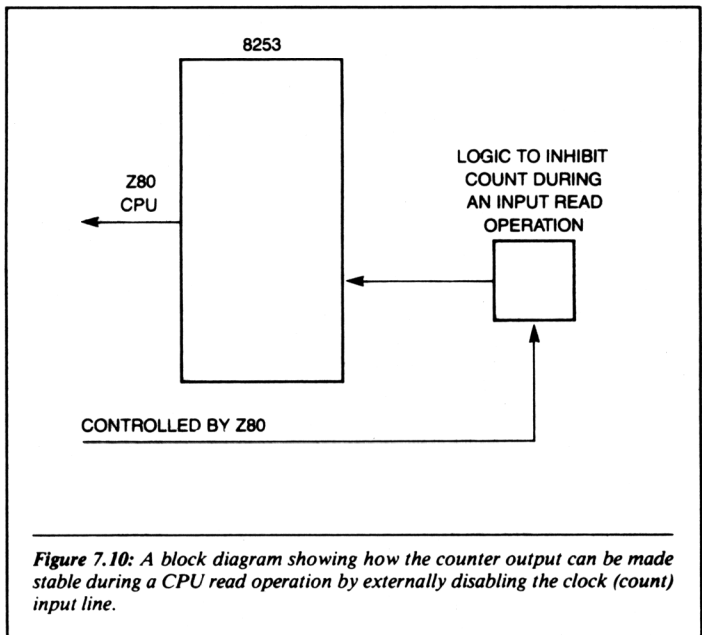 8253
Z80
CPU
LOGIC TO INHIBIT
COUNT DURING
AN INPUT READ
OPERATION
CONTROLLED BY Z80
Figure 7.10: A block diagram showing how the counter output can be made
stable during a CPU read operation by externally disabling the clock (count)
input line.